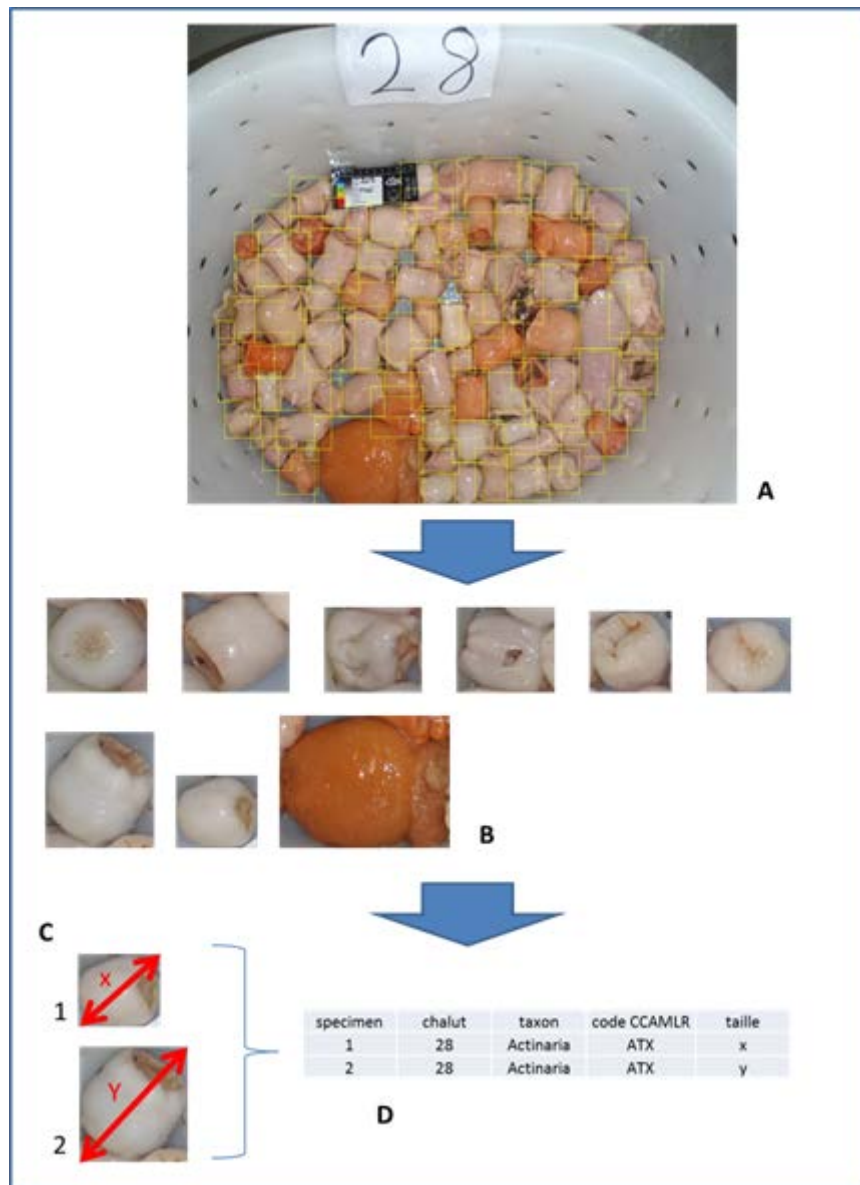 28
A
B
C
x
1
Y
2
specimen chalut taxon code CCAMLR taille
1 28 Actinaria ATX x
2 28 Actinaria ATX y
D